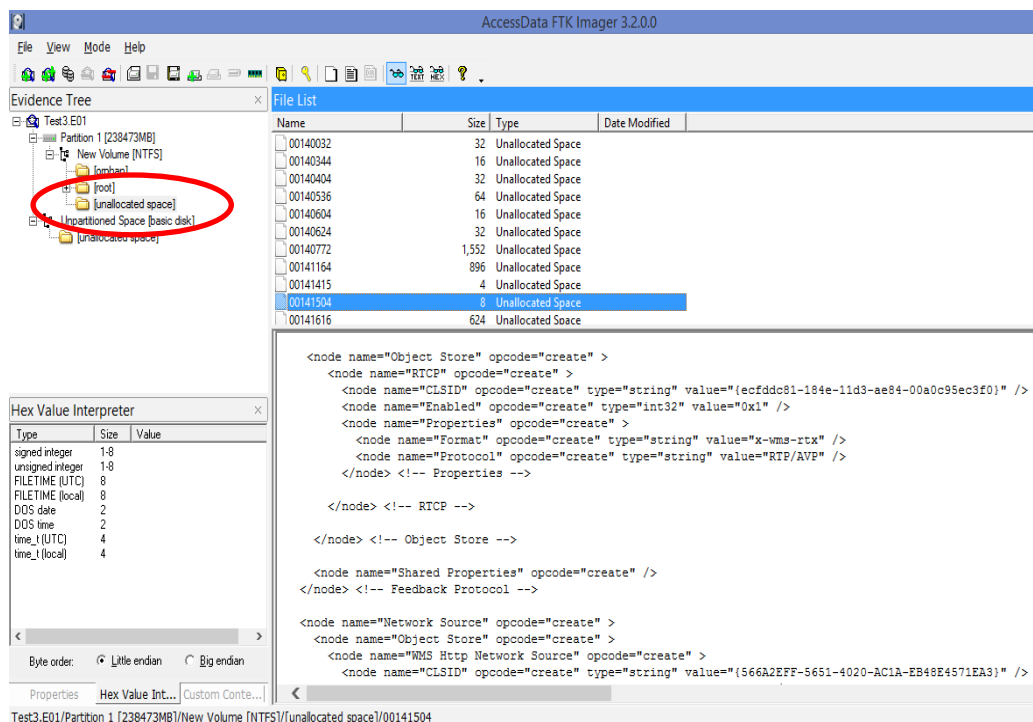 AccessData FTK Imager 3.2.0.0
File View Mode Help
TEXT HEX
Evidence Tree
Test3.E01
Partition 1 [238473MB]
New Volume [NTFS]
[orphan]
[root]
[unallocated space]
Unpartitioned Space [basic disk]
[unallocated space]
File List
Name Size Type Date Modified
00140032 32 Unallocated Space
00140344 16 Unallocated Space
00140404 32 Unallocated Space
00140536 64 Unallocated Space
00140604 16 Unallocated Space
00140624 32 Unallocated Space
00140772 1,552 Unallocated Space
00141164 896 Unallocated Space
00141415 4 Unallocated Space
00141504 8 Unallocated Space
00141616 624 Unallocated Space
Hex Value Interpreter
Type Size Value
signed integer 1-8
unsigned integer 1-8
FILETIME (UTC) 8
FILETIME (local) 8
DOS date 2
DOS time 2
time_t (UTC) 4
time_t (local) 4
Byte order: Little endian Big endian
Properties Hex Value Int... Custom Conte...
<node name="Object Store" opcode="create" >
<node name="RTCP" opcode="create" >
<node name="CLSID" opcode="create" type="string" value="{ecfddc81-184e-11d3-ae84-00a0c95ec3f0}" />
<node name="Enabled" opcode="create" type="int32" value="0x1" />
<node name="Properties" opcode="create" >
<node name="Format" opcode="create" type="string" value="x-wms-rtx" />
<node name="Protocol" opcode="create" type="string" value="RTP/AVP" />
</node> <!-- Properties -->
</node> <!-- RTCP -->
</node> <!-- Object Store -->
<node name="Shared Properties" opcode="create" />
</node> <!-- Feedback Protocol -->
<node name="Network Source" opcode="create" >
<node name="Object Store" opcode="create" >
<node name="WMS Http Network Source" opcode="create" >
<node name="CLSID" opcode="create" type="string" value="{566A2EFF-5651-4020-AC1A-EB48E4571EA3}" />
Test3.E01/Partition 1 [238473MB]/New Volume [NTFS]/[unallocated space]/00141504